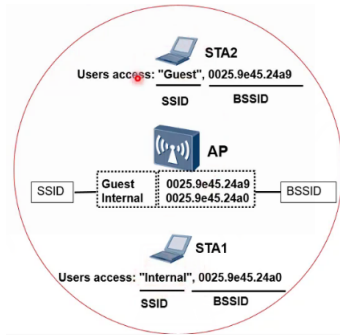 STA2
Users access: "Guest", 0025.9e45.24a9
SSID BSSID
AP
SSID Guest 0025.9e45.24a9 BSSID
Internal 0025.9e45.24a0
STA1
Users access: "Internal", 0025.9e45.24a0
SSID BSSID